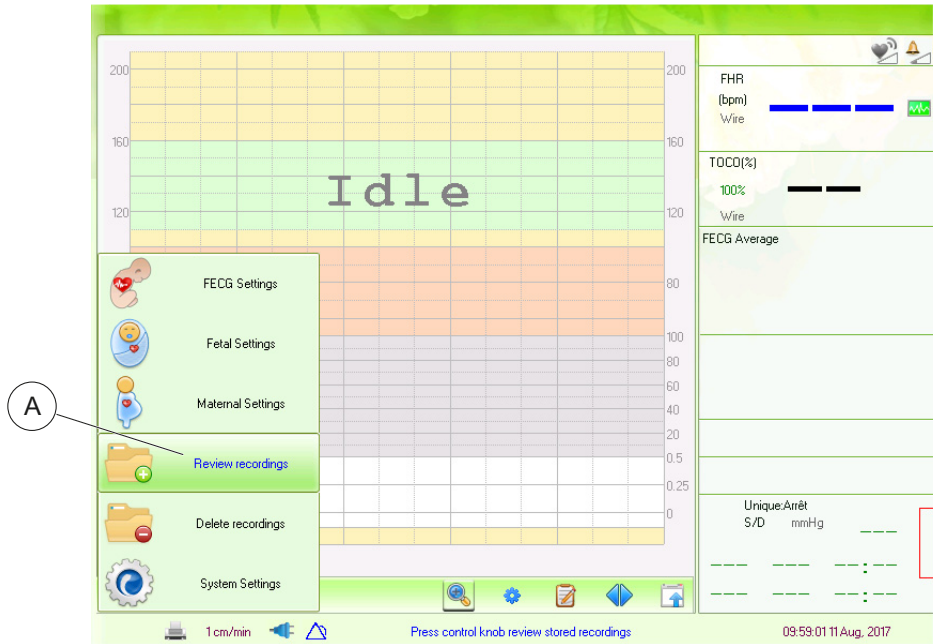 200
160
120
Idle
200
160
120
80
100
80
60
40
20
0.5
0.25
0
FHR
(bpm)
Wire
TOCO(%)
100%
Wire
FECG Average
Unique:Arrêt
S/D mmHg
A
FECG Settings
Fetal Settings
Maternal Settings
Review recordings
Delete recordings
System Settings
1 cm/min
Press control knob review stored recordings
09:59:01 11 Aug, 2017